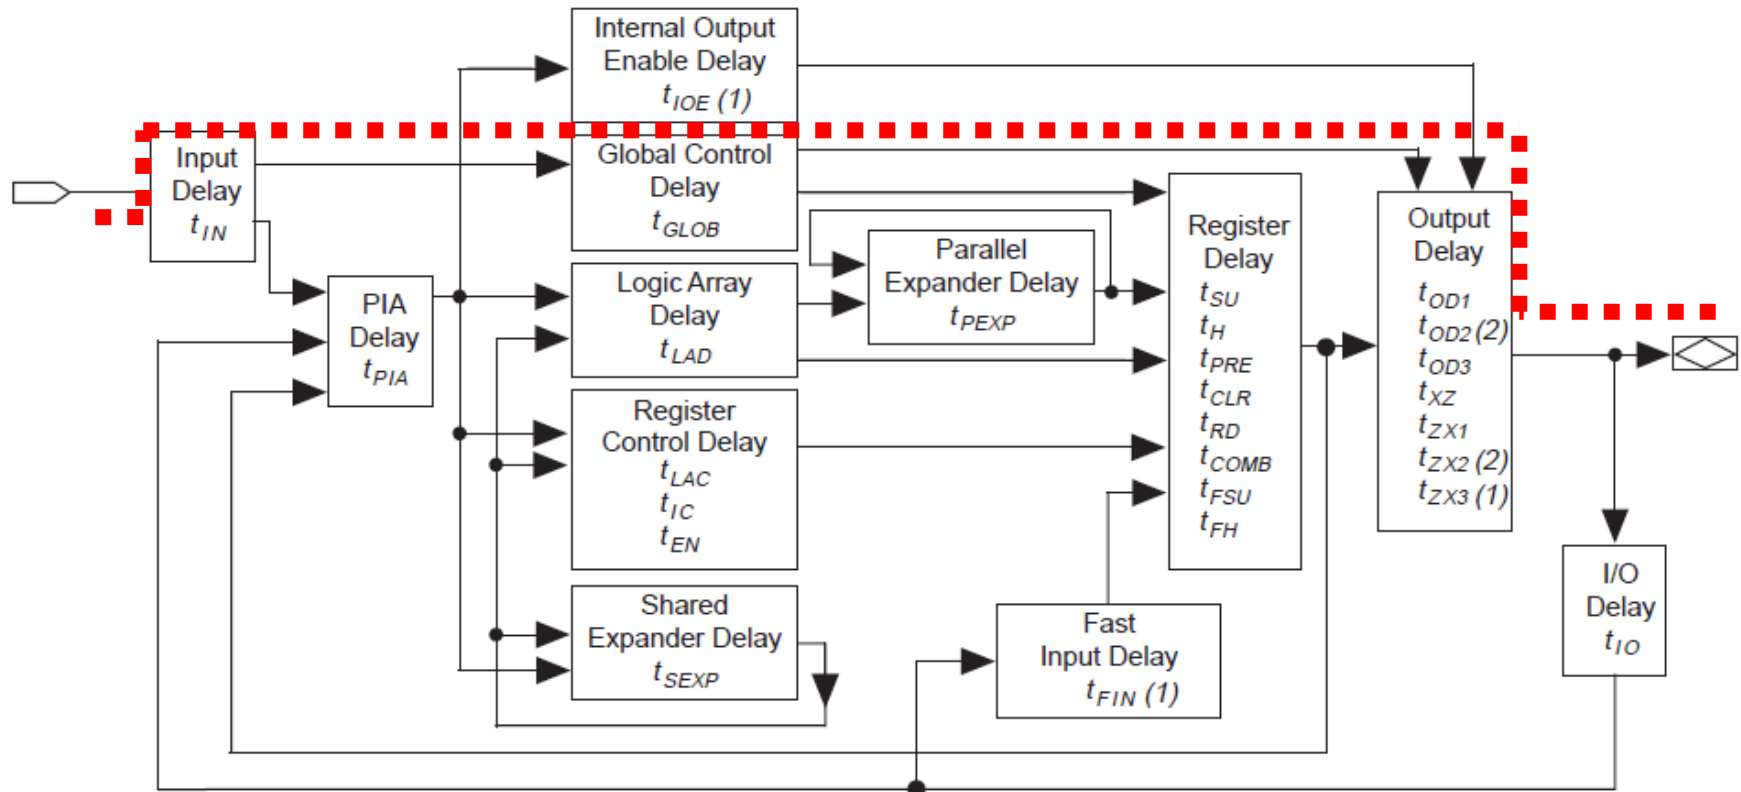 Internal Output
Enable Delay
tIOE (1)
Input
Delay
tIN
Global Control
Delay
tGLOB
PIA
Delay
tPIA
Logic Array
Delay
tLAD
Parallel
Expander Delay
tPEXP
Register
Control Delay
tLAC
tIC
tEN
Shared
Expander Delay
tSEXP
Fast
Input Delay
tFIN (1)
Register
Delay
tSU
tH
tPRE
tCLR
tRD
tCOMB
tFSU
tFH
Output
Delay
tOD1
tOD2 (2)
tOD3
tXZ
tZX1
tZX2 (2)
tZX3 (1)
I/O
Delay
tIO